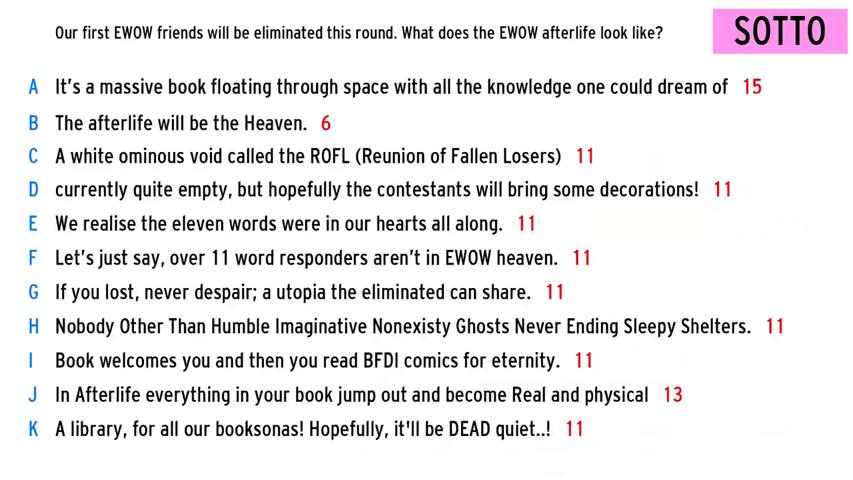 Our first EWOW friends will be eliminated this round. What does the EWOW afterlife look like?
SOTTO
A It's a massive book floating through space with all the knowledge one could dream of 15
B The afterlife will be the Heaven. 6
C A white ominous void called the ROFL (Reunion of Fallen Losers) 11
D currently quite empty, but hopefully the contestants will bring some decorations! 11
E We realise the eleven words were in our hearts all along. 11
F Let's just say, over 11 word responders aren't in EWOW heaven. 11
G If you lost, never despair; a utopia the eliminated can share. 11
H Nobody Other Than Humble Imaginative Nonexisty Ghosts Never Ending Sleepy Shelters. 11
I Book welcomes you and then you read BFDI comics for eternity. 11
J In Afterlife everything in your book jump out and become Real and physical 13
K A library, for all our booksonas! Hopefully, it'll be DEAD quiet..! 11